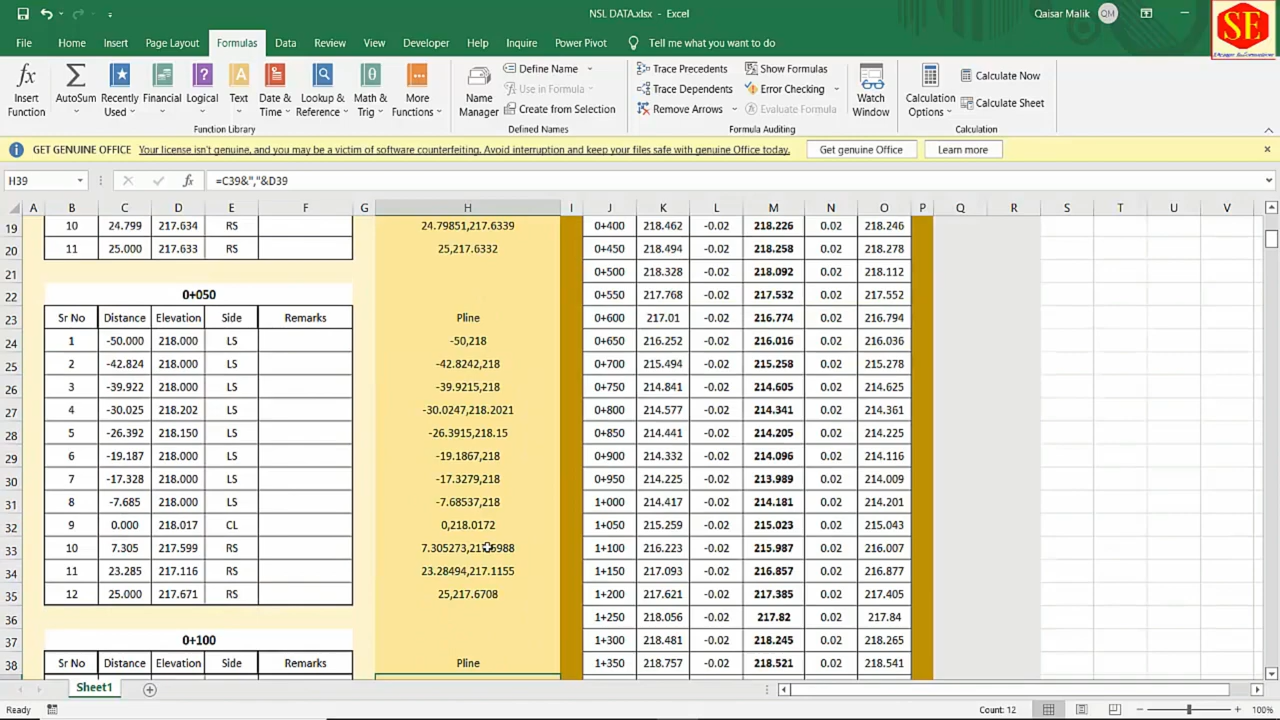 NSL DATA.xlsx - Excel
Qaisar Malik QM
SE
File Home Insert Page Layout Formulas Data Review View Developer Help Inquire Power Pivot Tell me what you want to do
Insert Function
AutoSum
Recently Used
Financial
Logical
Text
Date & Time
Lookup & Reference
Math & Trig
More Functions
Function Library
Name Manager
Define Name
Use in Formula
Create from Selection
Defined Names
Trace Precedents
Trace Dependents
Remove Arrows
Show Formulas
Error Checking
Evaluate Formula
Formula Auditing
Watch Window
Calculation Options
Calculate Now
Calculate Sheet
Calculation
GET GENUINE OFFICE Your license isn't genuine, and you may be a victim of software counterfeiting. Avoid interruption and keep your files safe with genuine Office today. Get genuine Office Learn more
H39 fx =C39&","&D39
A B C D E F G H I J K L M N O P Q R S T U V
19 10 24.799 217.634 RS 24.79851,217.6339 0+400 218.462 -0.02 218.226 0.02 218.246
20 11 25.000 217.633 RS 25,217.6332 0+450 218.494 -0.02 218.258 0.02 218.278
21 0+500 218.328 -0.02 218.092 0.02 218.112
22 0+050 0+550 217.768 -0.02 217.532 0.02 217.552
23 Sr No Distance Elevation Side Remarks Pline 0+600 217.01 -0.02 216.774 0.02 216.794
24 1 -50.000 218.000 LS -50,218 0+650 216.252 -0.02 216.016 0.02 216.036
25 2 -42.824 218.000 LS -42.8242,218 0+700 215.494 -0.02 215.258 0.02 215.278
26 3 -39.922 218.000 LS -39.9215,218 0+750 214.841 -0.02 214.605 0.02 214.625
27 4 -30.025 218.202 LS -30.0247,218.2021 0+800 214.577 -0.02 214.341 0.02 214.361
28 5 -26.392 218.150 LS -26.3915,218.15 0+850 214.441 -0.02 214.205 0.02 214.225
29 6 -19.187 218.000 LS -19.1867,218 0+900 214.332 -0.02 214.096 0.02 214.116
30 7 -17.328 218.000 LS -17.3279,218 0+950 214.225 -0.02 213.989 0.02 214.009
31 8 -7.685 218.000 LS -7.68537,218 1+000 214.417 -0.02 214.181 0.02 214.201
32 9 0.000 218.017 CL 0,218.0172 1+050 215.259 -0.02 215.023 0.02 215.043
33 10 7.305 217.599 RS 1+100 216.223 -0.02 215.987 0.02 216.007
34 11 23.285 217.116 RS 23.28494,217.1155 1+150 217.093 -0.02 216.857 0.02 216.877
35 12 25.000 217.671 RS 25,217.6708 1+200 217.621 -0.02 217.385 0.02 217.405
36 1+250 218.056 -0.02 217.82 0.02 217.84
37 0+100 1+300 218.481 -0.02 218.245 0.02 218.265
38 Sr No Distance Elevation Side Remarks Pline 1+350 218.757 -0.02 218.521 0.02 218.541
Sheet1
Ready Count: 12 100%